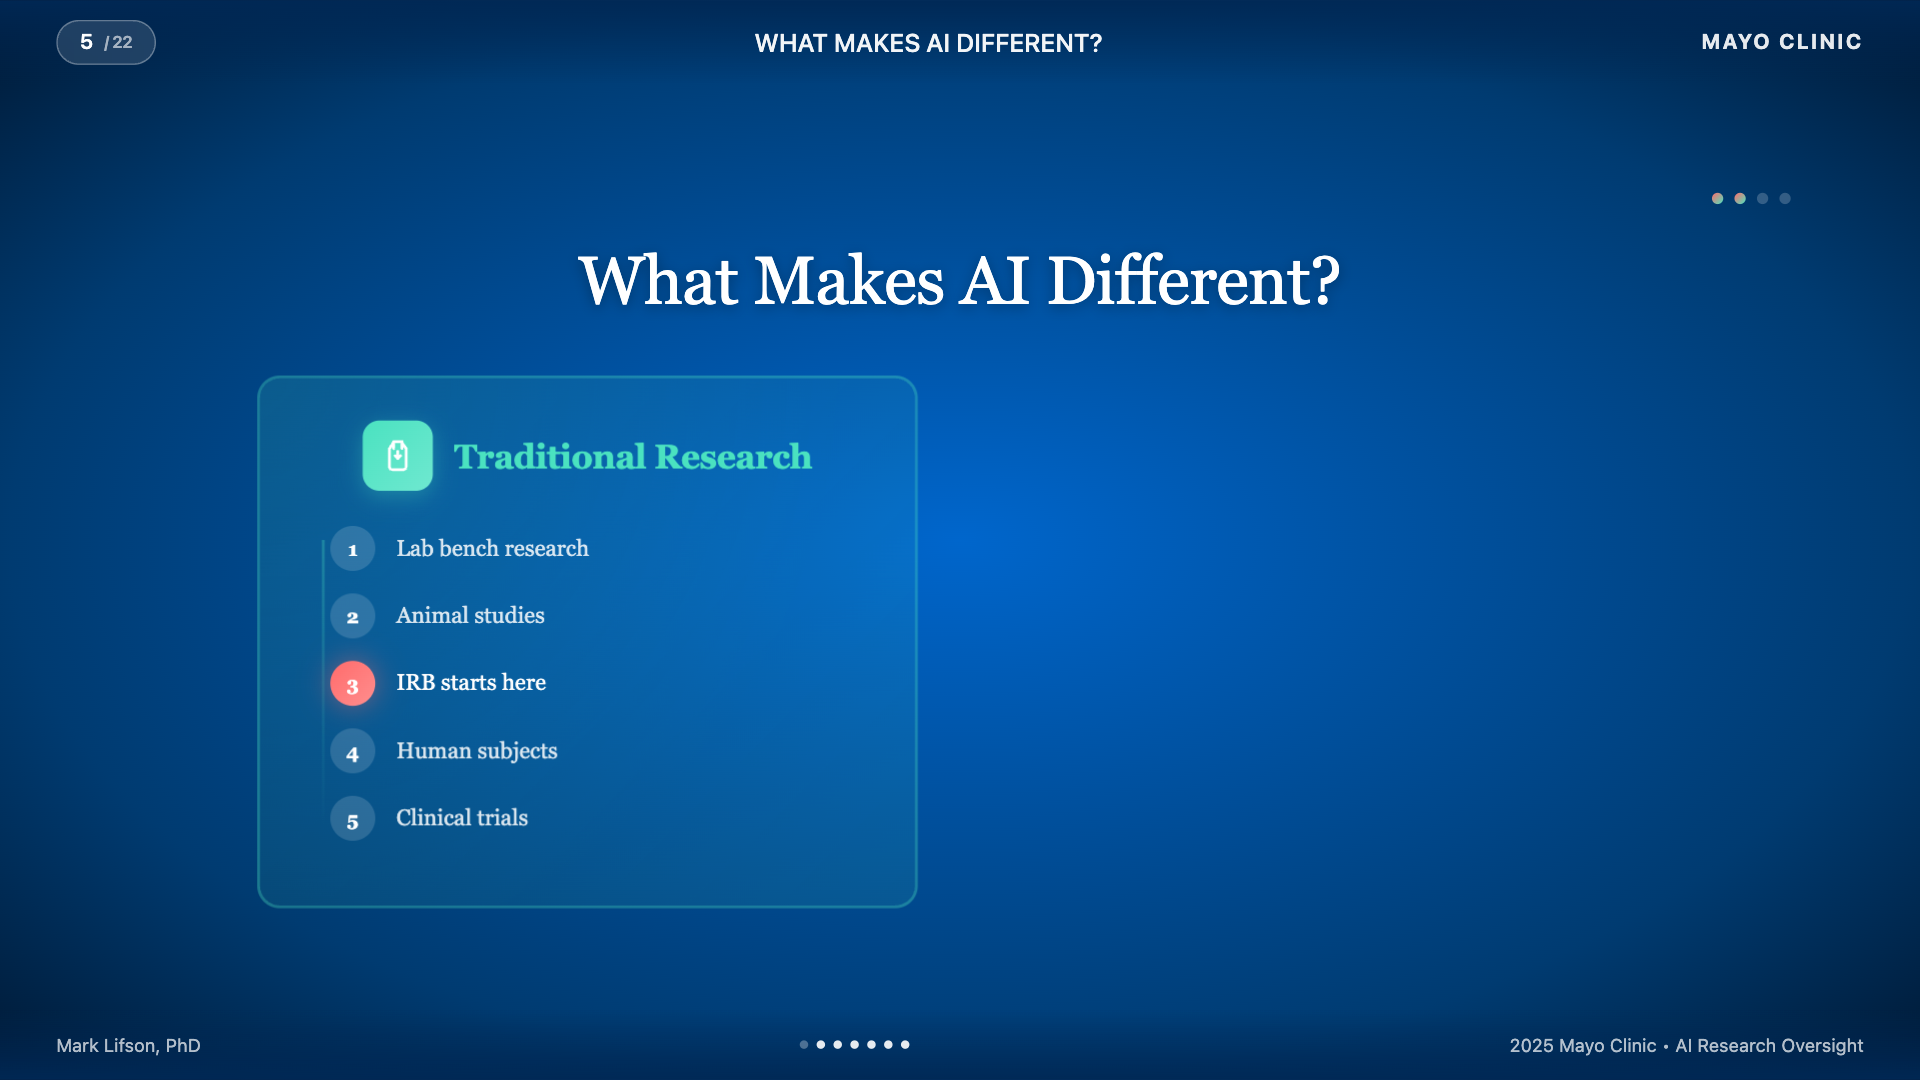 5 /22
WHAT MAKES AI DIFFERENT?
MAYO CLINIC
What Makes AI Different?
Traditional Research
1 Lab bench research
2 Animal studies
3 IRB starts here
4 Human subjects
5 Clinical trials
Mark Lifson, PhD
2025 Mayo Clinic • AI Research Oversight